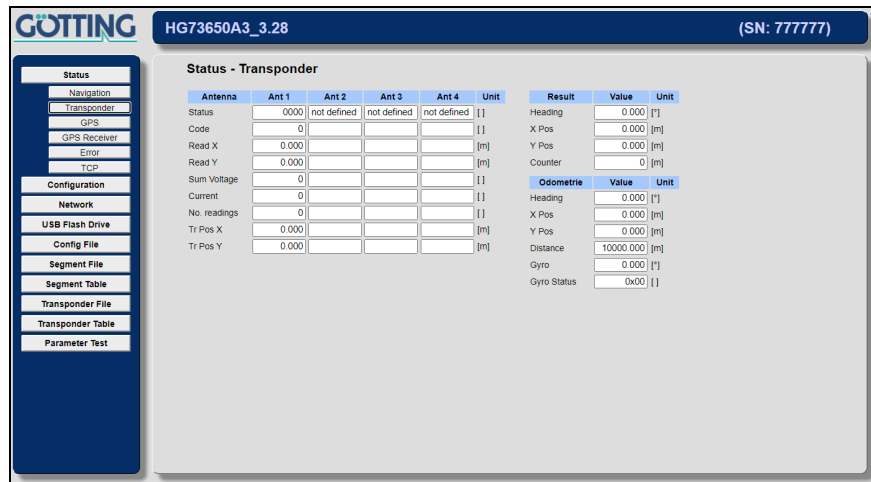 GÖTTING
HG73650A3_3.28 (SN: 777777)
Status
Navigation
Transponder
GPS
GPS Receiver
Error
TCP
Configuration
Network
USB Flash Drive
Config File
Segment File
Segment Table
Transponder File
Transponder Table
Parameter Test
Status - Transponder
Antenna Ant 1 Ant 2 Ant 3 Ant 4 Unit
Status 0000 not defined not defined not defined [ ]
Code 0 [ ]
Read X 0.000 [m]
Read Y 0.000 [m]
Sum Voltage 0 [ ]
Current 0 [ ]
No. readings 0 [ ]
Tr Pos X 0.000 [m]
Tr Pos Y 0.000 [m]
Result Value Unit
Heading 0.000 [°]
X Pos 0.000 [m]
Y Pos 0.000 [m]
Counter 0 [m]
Odometrie Value Unit
Heading 0.000 [°]
X Pos 0.000 [m]
Y Pos 0.000 [m]
Distance 10000.000 [m]
Gyro 0.000 [°]
Gyro Status 0x00 [ ]